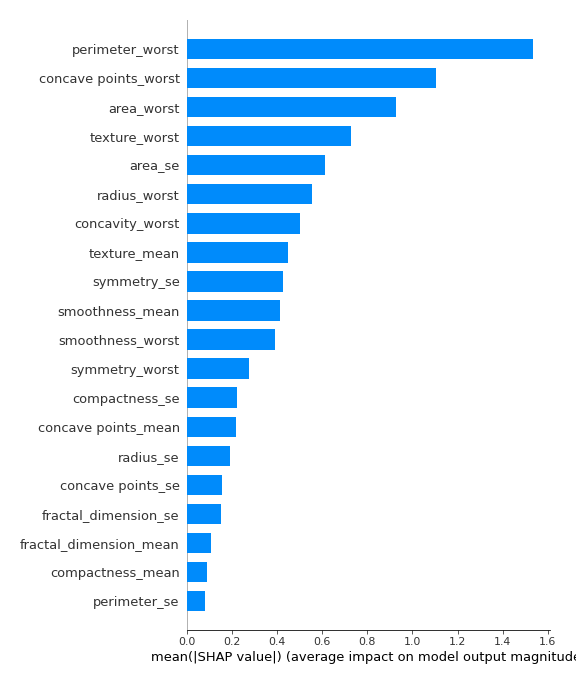 perimeter_worst
concave points_worst
area_worst
texture_worst
area_se
radius_worst
concavity_worst
texture_mean
symmetry_se
smoothness_mean
smoothness_worst
symmetry_worst
compactness_se
concave points_mean
radius_se
concave points_se
fractal_dimension_se
fractal_dimension_mean
compactness_mean
perimeter_se
0.0 0.2 0.4 0.6 0.8 1.0 1.2 1.4 1.6
mean(|SHAP value|) (average impact on model output magnitude